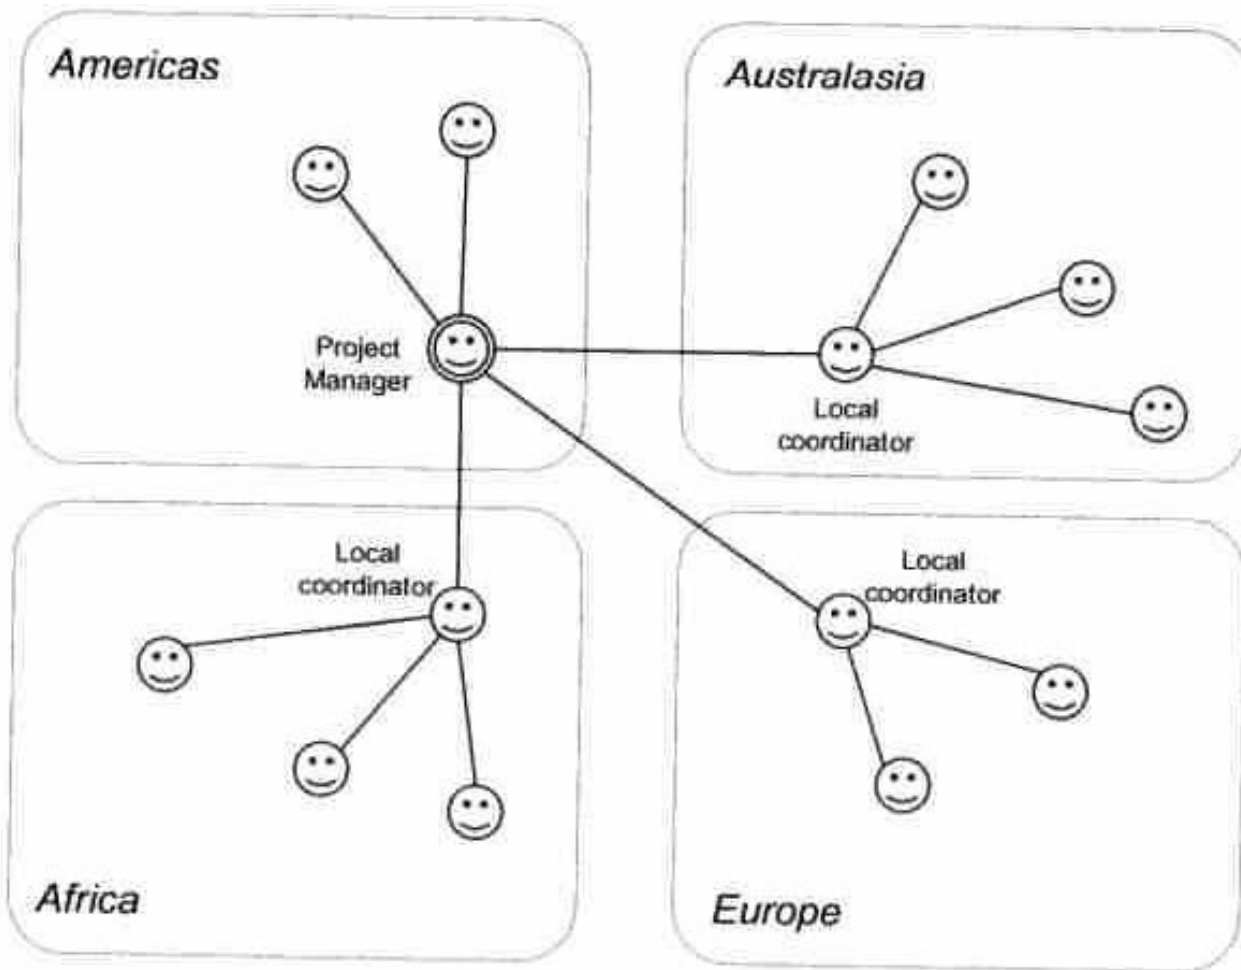 Americas
Project
Manager
Australasia
Local
coordinator
Local
coordinator
Africa
Local
coordinator
Europe